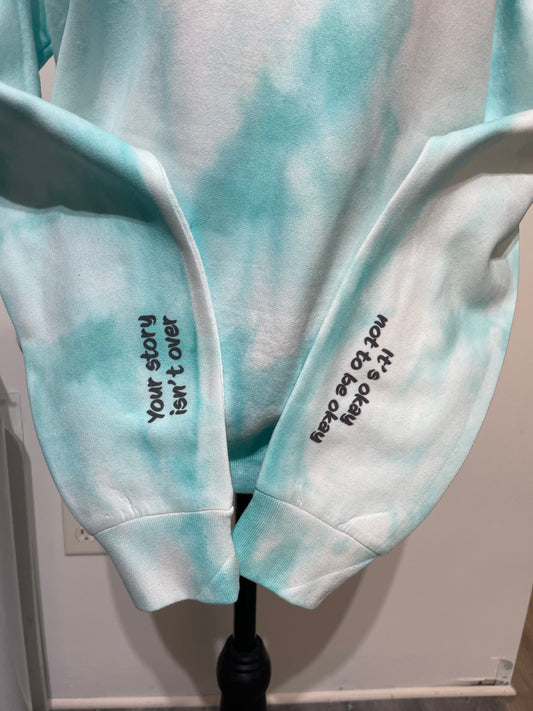 Your story
isn't over
It's okay
not to be okay